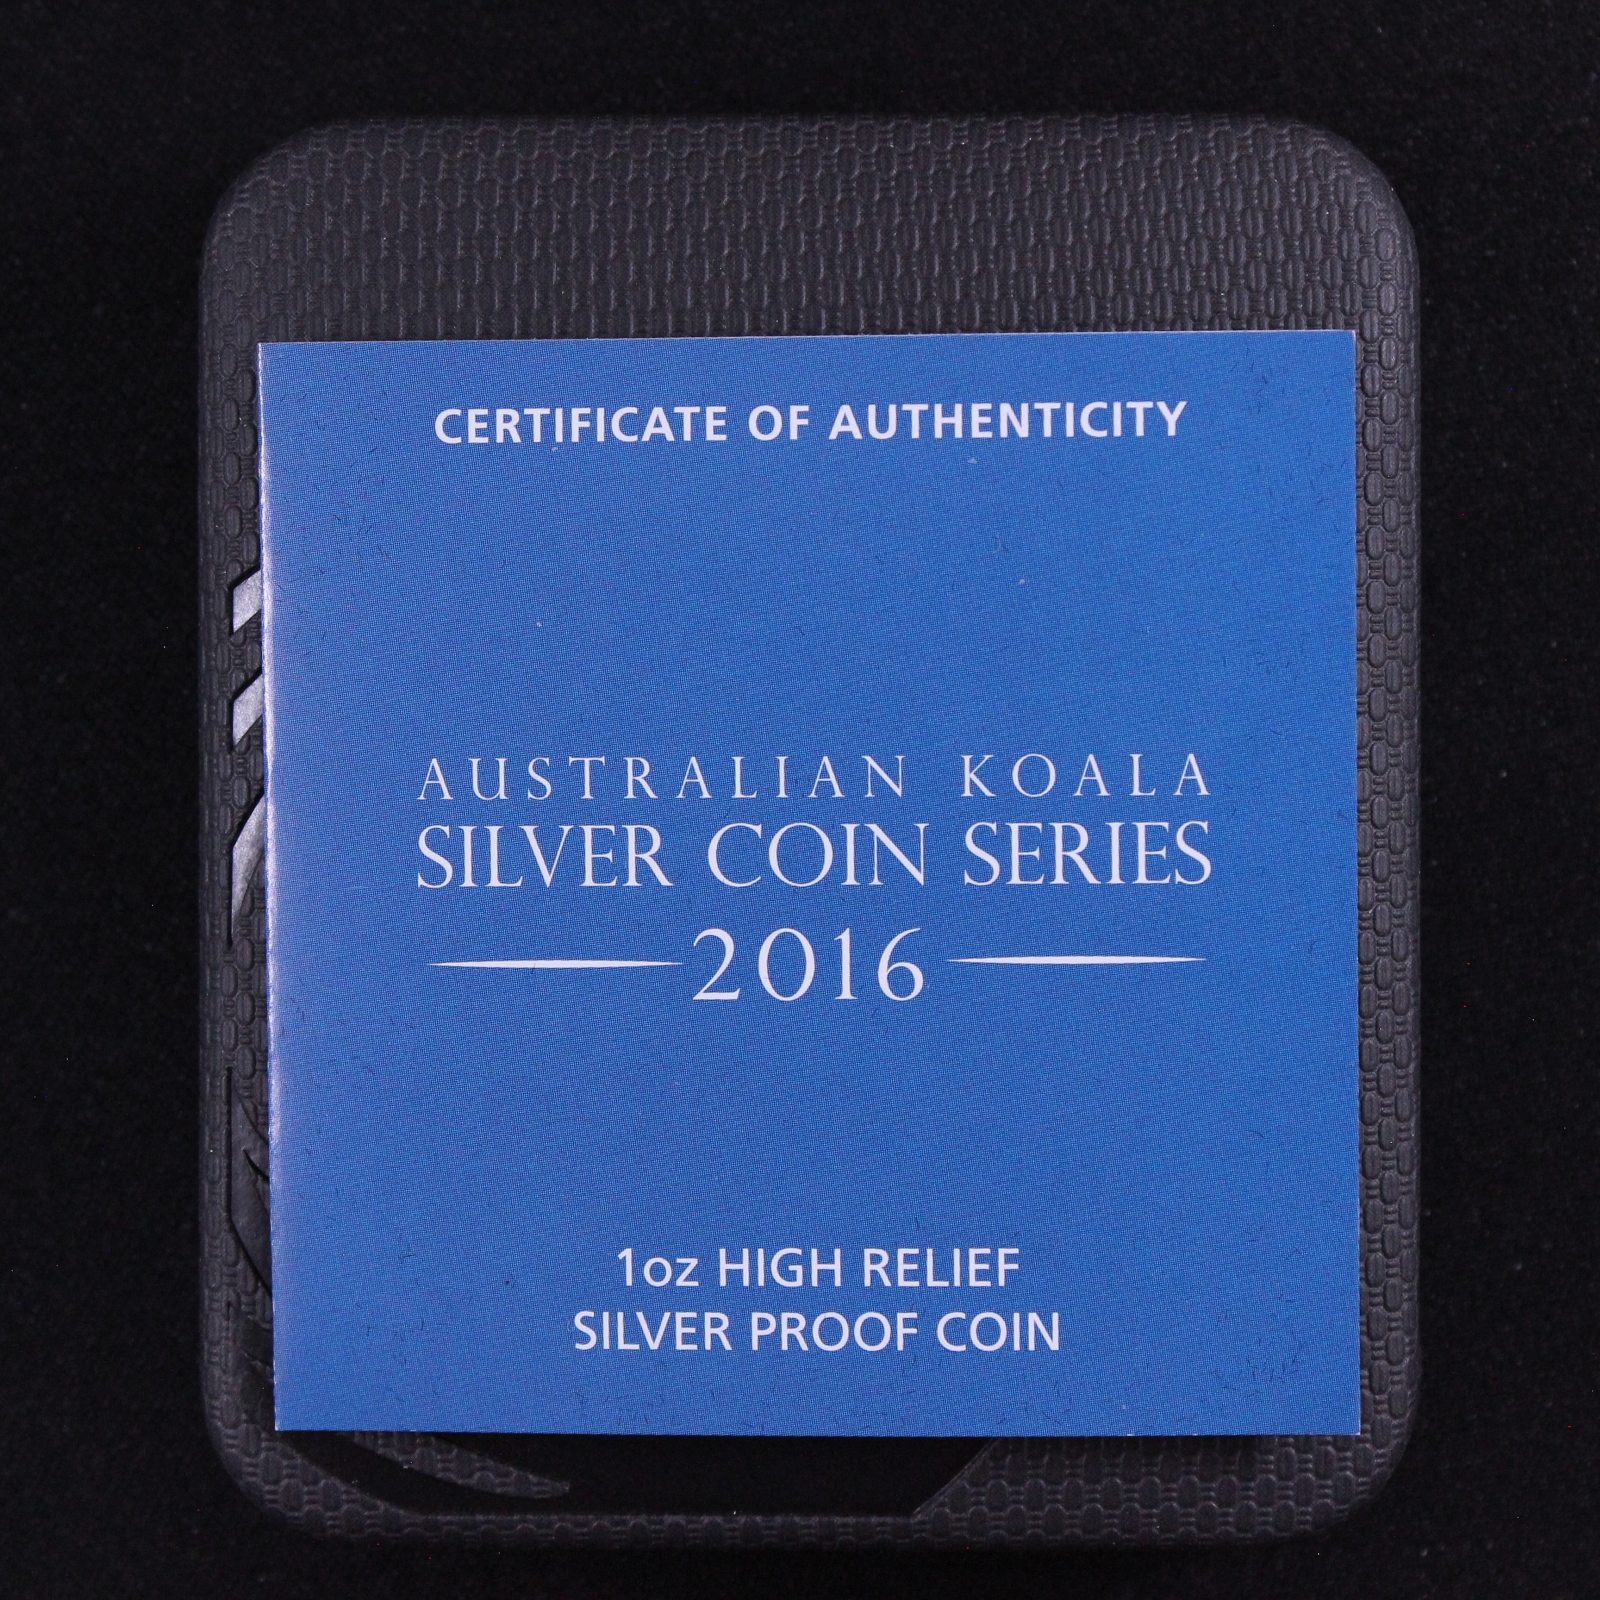 CERTIFICATE OF AUTHENTICITY
AUSTRALIAN KOALA
SILVER COIN SERIES
2016
1oz HIGH RELIEF
SILVER PROOF COIN